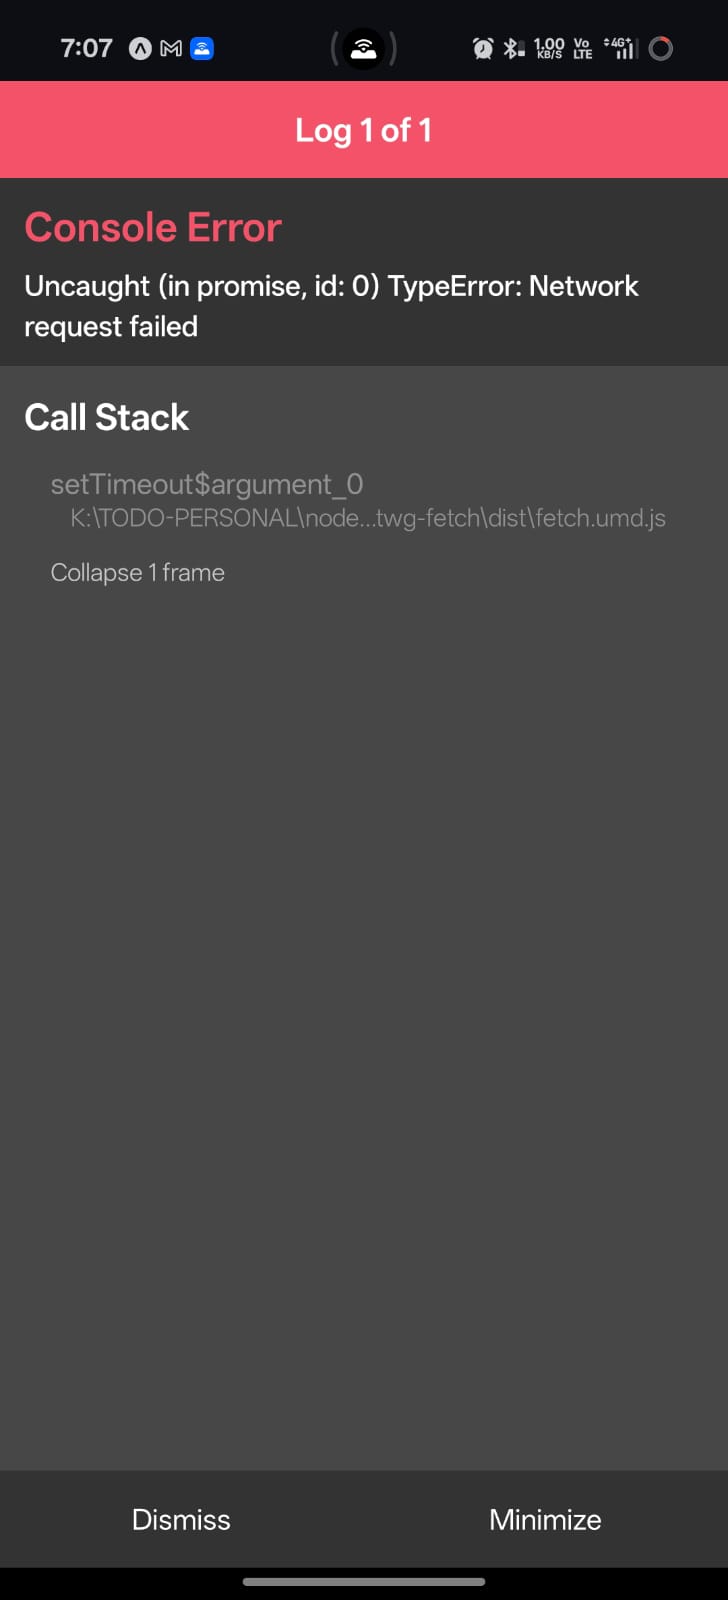 7:07
1.00
KB/S
Vo
LTE
4G+
Log 1 of 1
Console Error
Uncaught (in promise, id: 0) TypeError: Network
request failed
Call Stack
setTimeout$argument_0
K:\TODO-PERSONAL\node...twg-fetch\dist\fetch.umd.js
Collapse 1 frame
Dismiss
Minimize